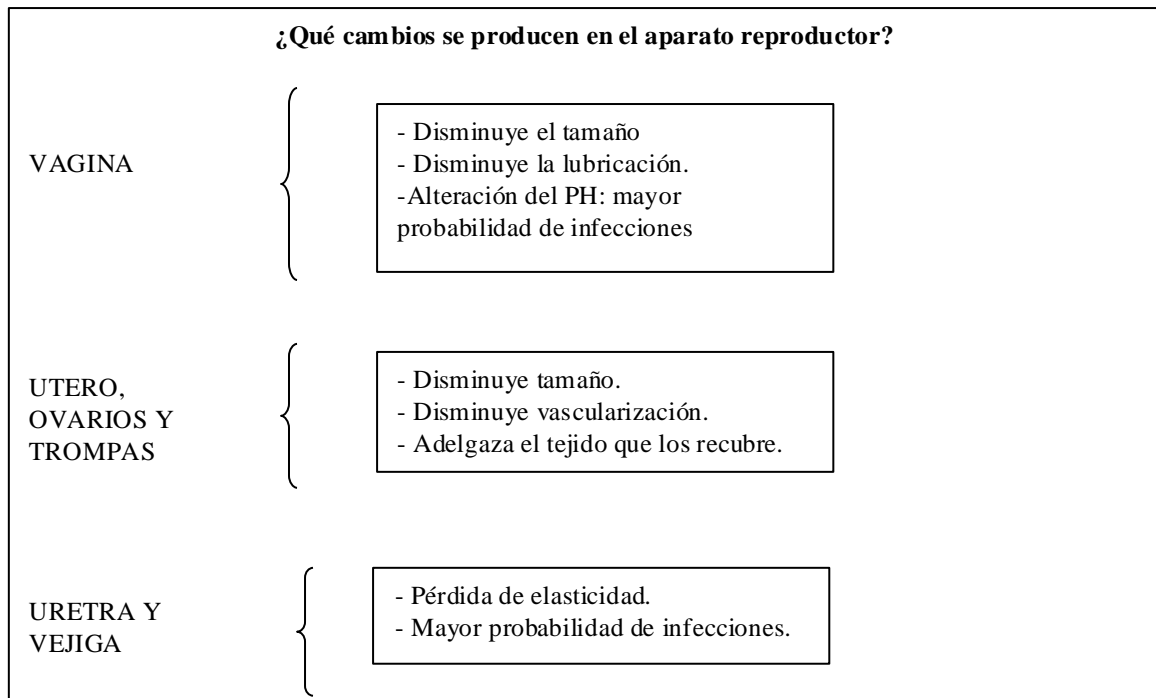 ¿Qué cambios se producen en el aparato reproductor?
VAGINA
- Disminuye el tamaño
- Disminuye la lubricación.
-Alteración del PH: mayor
probabilidad de infecciones
UTERO,
OVARIOS Y
TROMPAS
- Disminuye tamaño.
- Disminuye vascularización.
- Adelgaza el tejido que los recubre.
URETRA Y
VEJIGA
- Pérdida de elasticidad.
- Mayor probabilidad de infecciones.